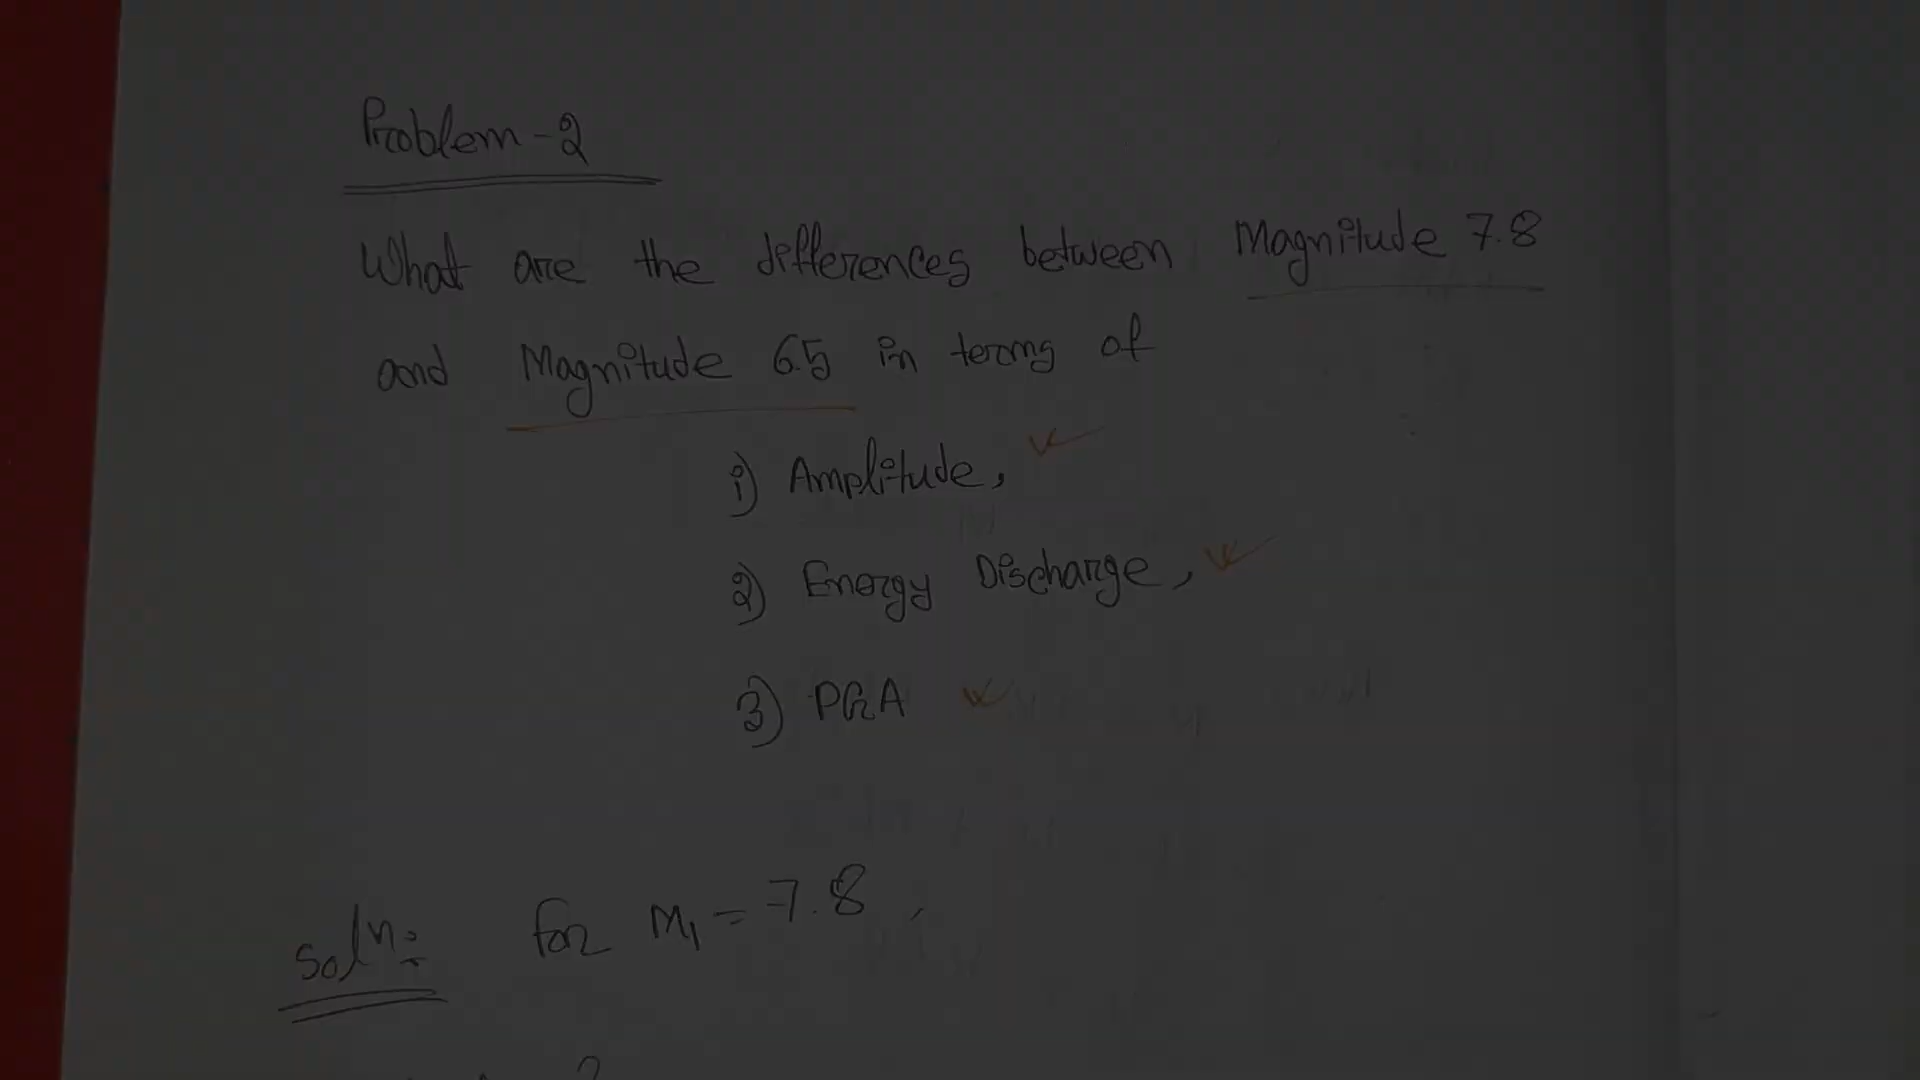 Problem-2
What are the differences between Magnitude 7.8
and Magnitude 6.5 in terms of
i) Amplitude,
2) Energy Discharge,
3) PGA
Soln: for M1 = 7.8